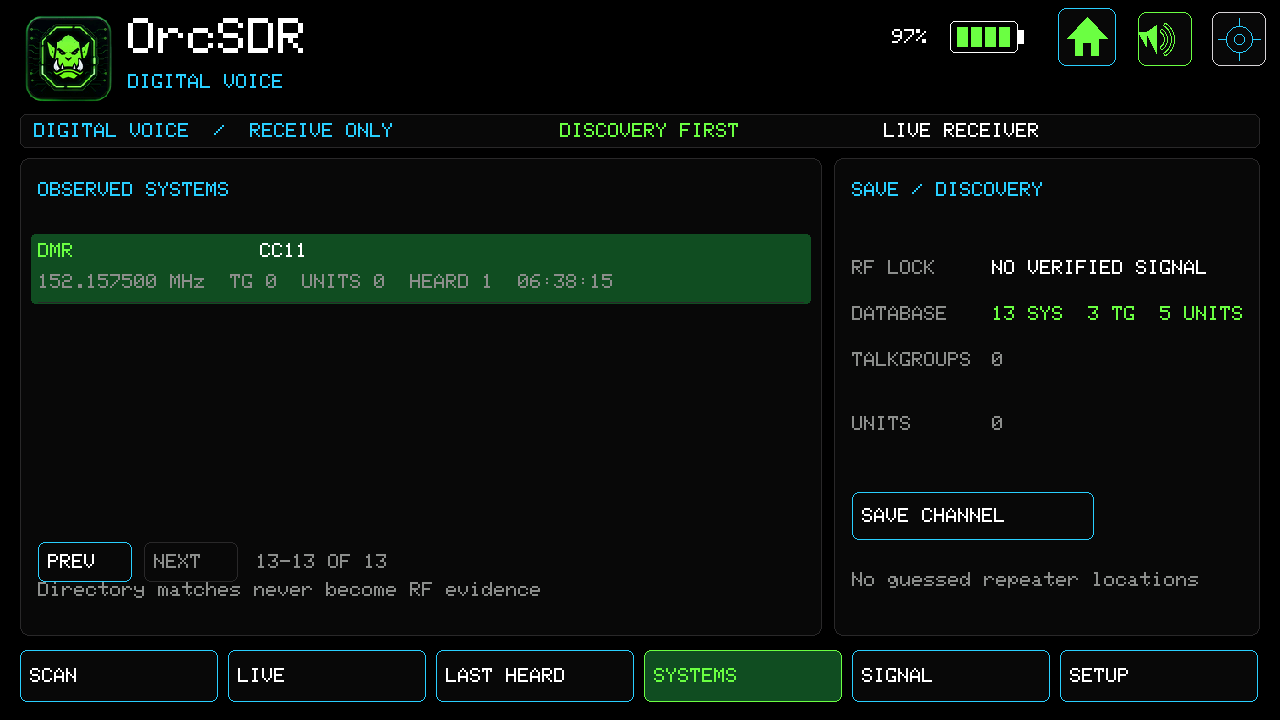 OrcSDR
DIGITAL VOICE
97%
DIGITAL VOICE / RECEIVE ONLY
DISCOVERY FIRST
LIVE RECEIVER
OBSERVED SYSTEMS
DMR CC11
152.157500 MHz TG 0 UNITS 0 HEARD 1 06:38:15
PREV
NEXT
13-13 OF 13
Directory matches never become RF evidence
SAVE / DISCOVERY
RF LOCK NO VERIFIED SIGNAL
DATABASE 13 SYS 3 TG 5 UNITS
TALKGROUPS 0
UNITS 0
SAVE CHANNEL
No guessed repeater locations
SCAN
LIVE
LAST HEARD
SYSTEMS
SIGNAL
SETUP